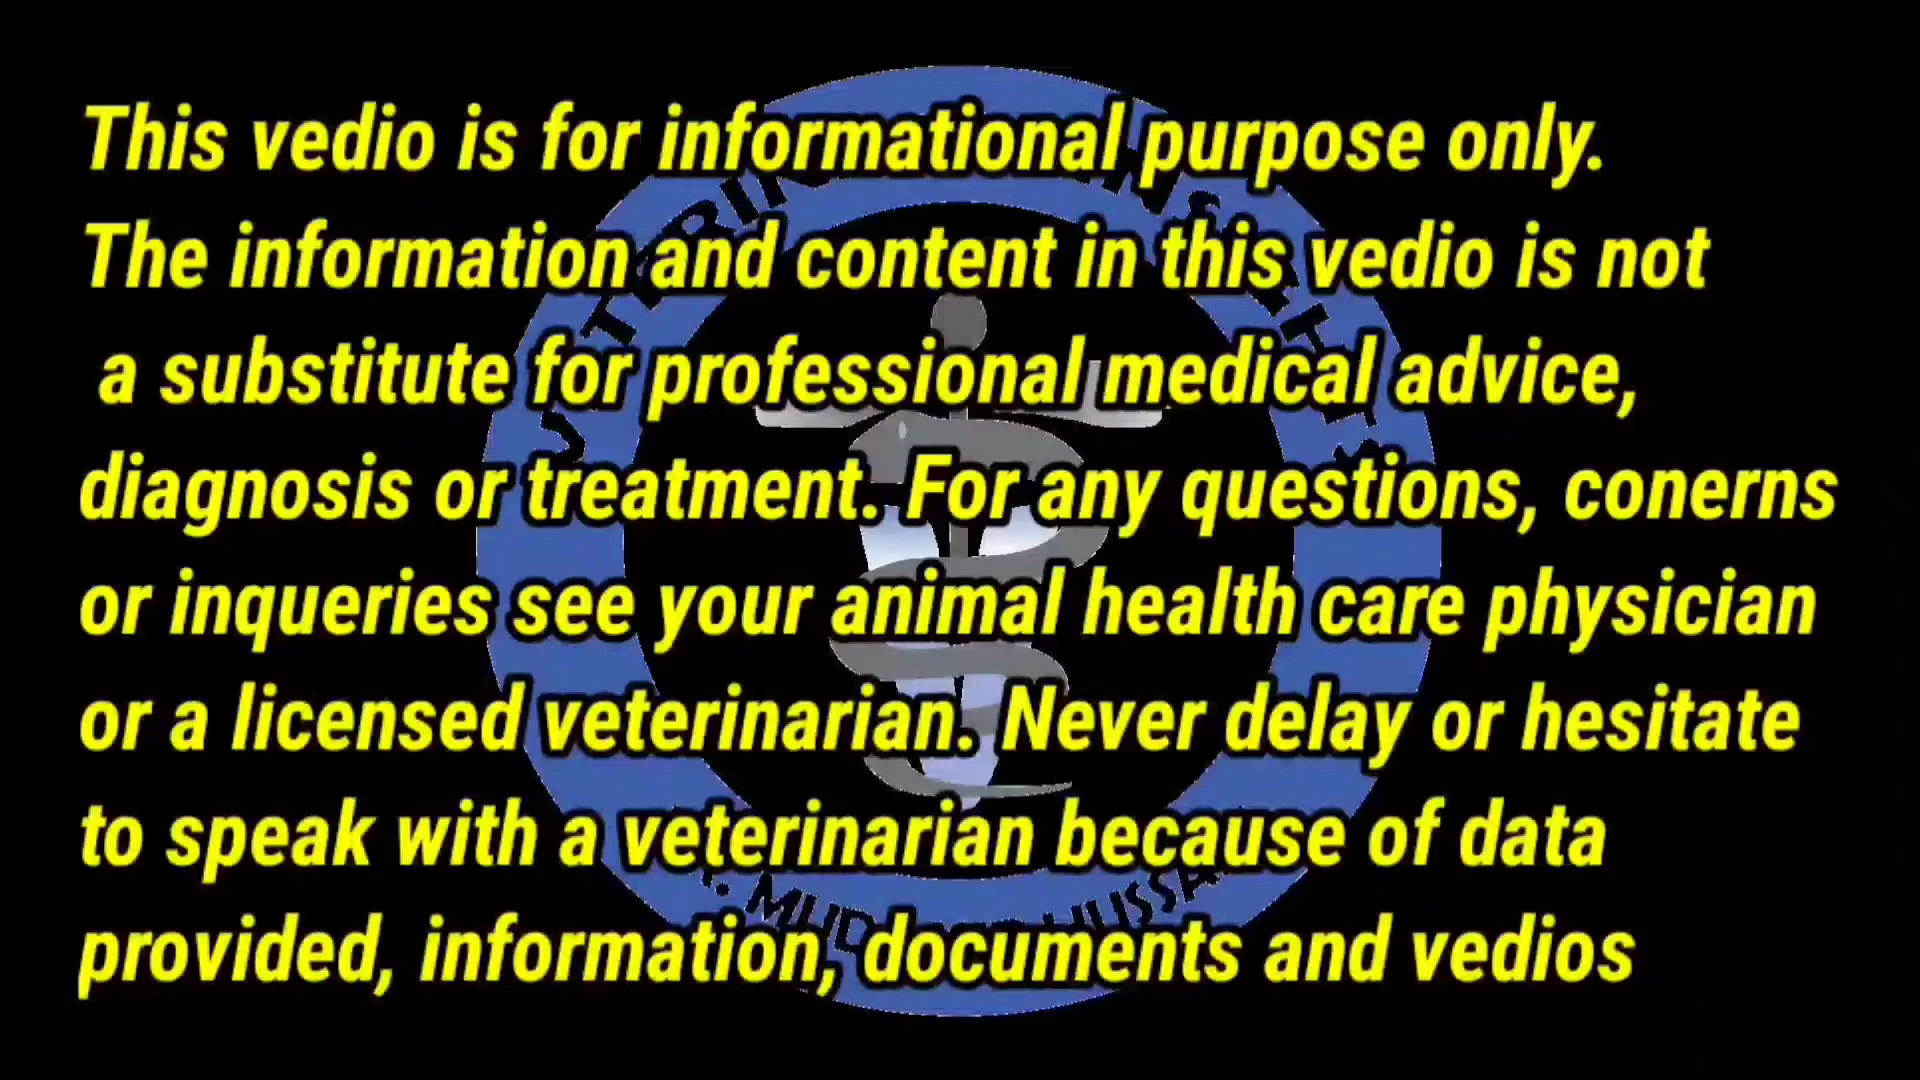 This vedio is for informational purpose only.
The information and content in this vedio is not
a substitute for professional medical advice,
diagnosis or treatment. For any questions, conerns
or inqueries see your animal health care physician
or a licensed veterinarian. Never delay or hesitate
to speak with a veterinarian because of data
provided, information, documents and vedios